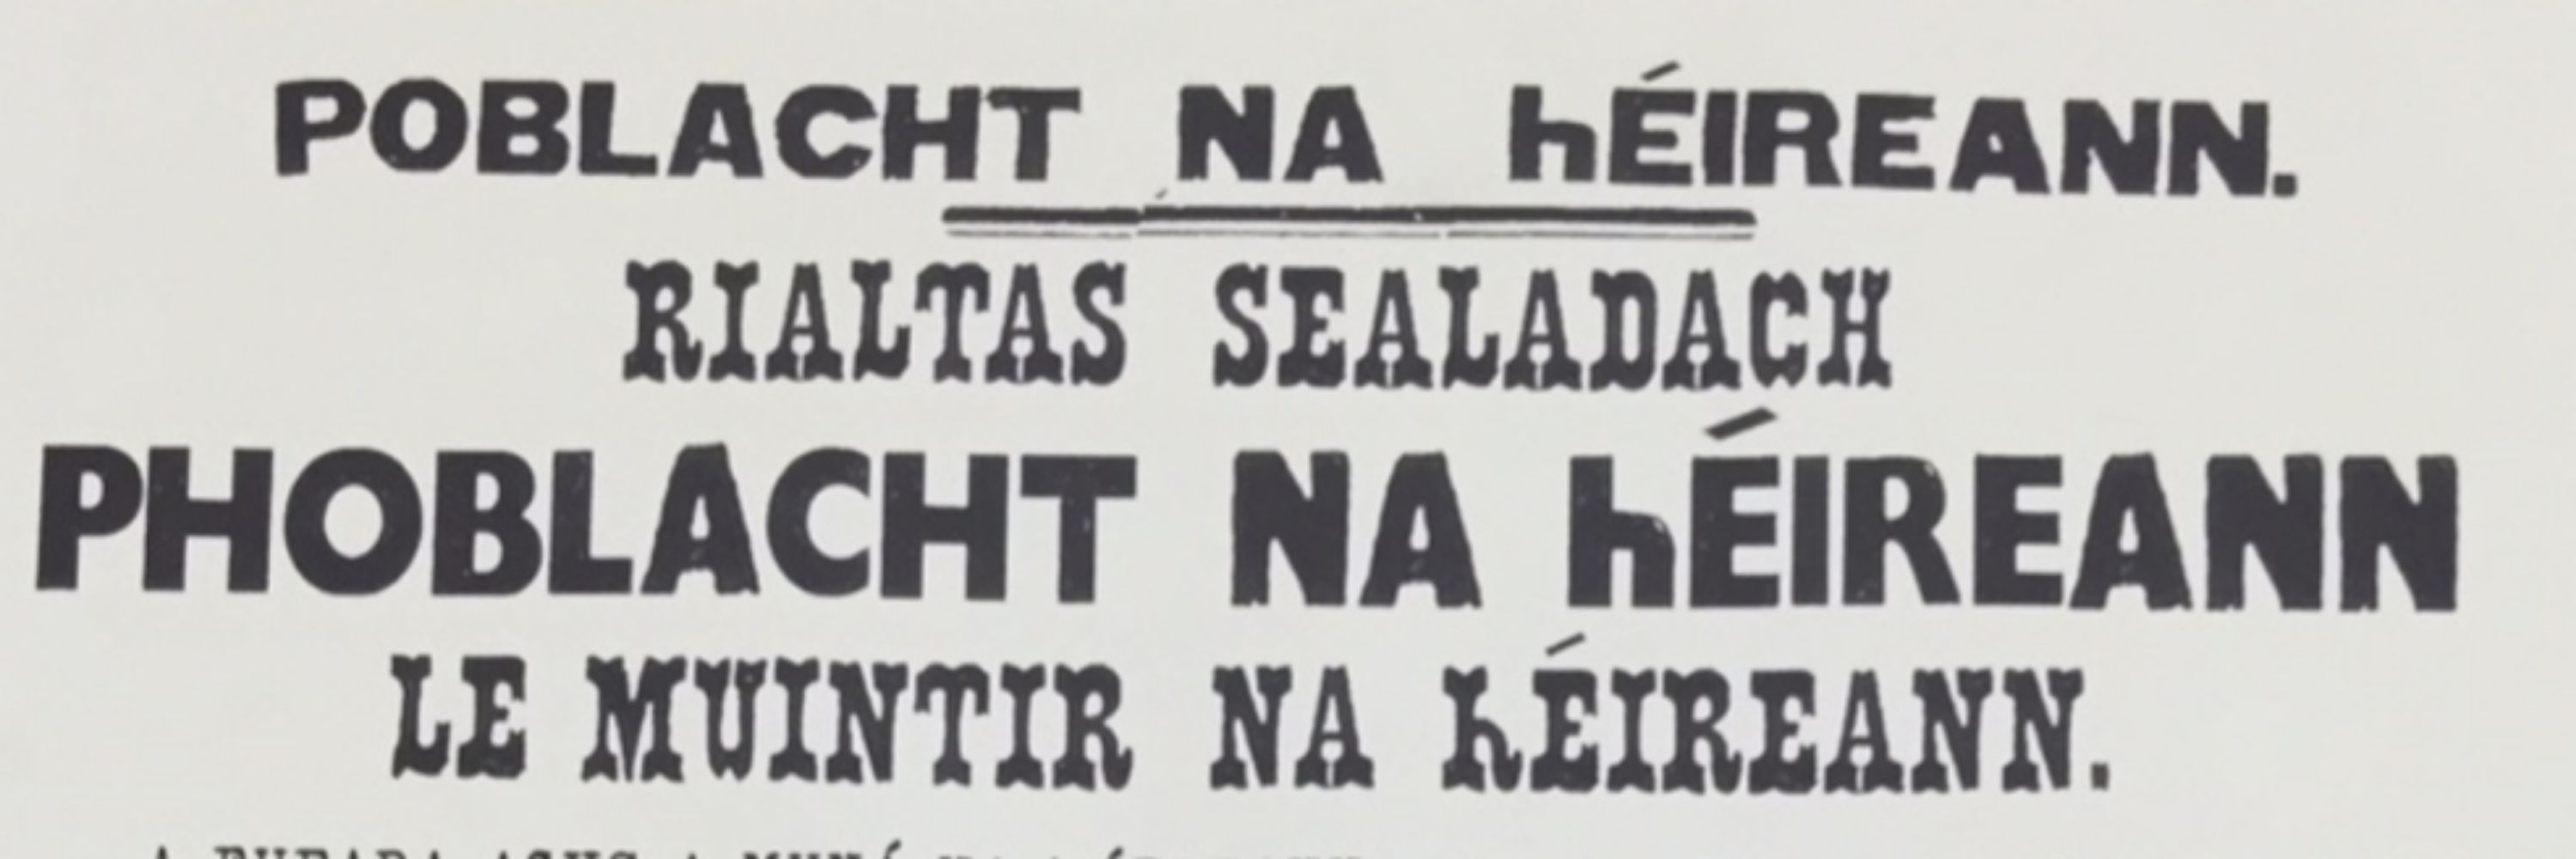 POBLACHT NA hÉIREANN.
RIALTAS SEALADACH
PHOBLACHT NA hÉIREANN
LE MUINTIR NA hÉIREANN.